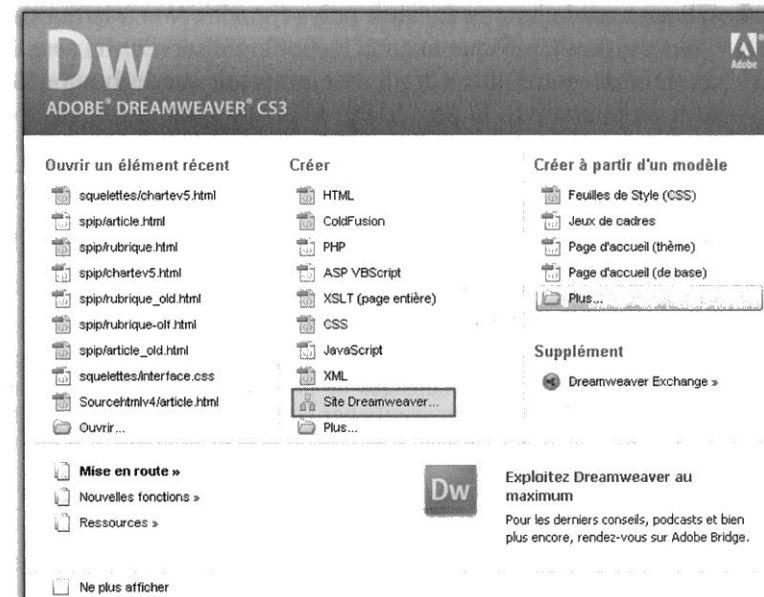 Dw
Adobe
ADOBE® DREAMWEAVER® CS3
Ouvrir un élément récent
squelettes/chartev5.html
spip/article.html
spip/rubrique.html
spip/chartev5.html
spip/rubrique_old.html
spip/rubrique-olf.html
spip/article_old.html
squelettes/interface.css
Sourcehtmlv4/article.html
Ouvrir...
Créer
HTML
ColdFusion
PHP
ASP VBScript
XSLT (page entière)
CSS
JavaScript
XML
Site Dreamweaver...
Plus...
Créer à partir d'un modèle
Feuilles de Style (CSS)
Jeux de cadres
Page d'accueil (thème)
Page d'accueil (de base)
Plus...
Supplément
Dreamweaver Exchange »
Mise en route »
Nouvelles fonctions »
Ressources »
Dw
Exploitez Dreamweaver au
maximum
Pour les derniers conseils, podcasts et bien
plus encore, rendez-vous sur Adobe Bridge.
Ne plus afficher